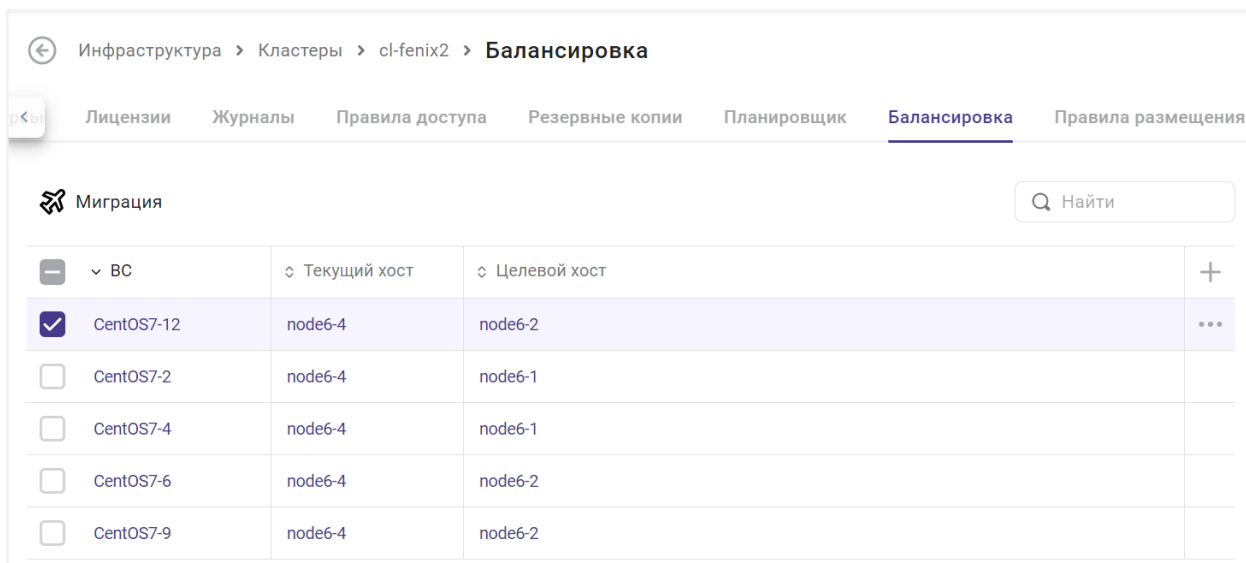 Инфраструктура > Кластеры > cl-fenix2 > Балансировка
Лицензии Журналы Правила доступа Резервные копии Планировщик Балансировка Правила размещения
Миграция Найти
ВС Текущий хост Целевой хост
CentOS7-12 node6-4 node6-2
CentOS7-2 node6-4 node6-1
CentOS7-4 node6-4 node6-1
CentOS7-6 node6-4 node6-2
CentOS7-9 node6-4 node6-2